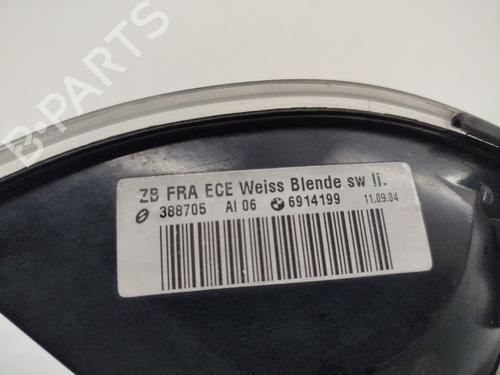 B-PARTS
ZB FRA ECE Weiss Blende sw li.
388705 AI 06 6914199 11.09.04